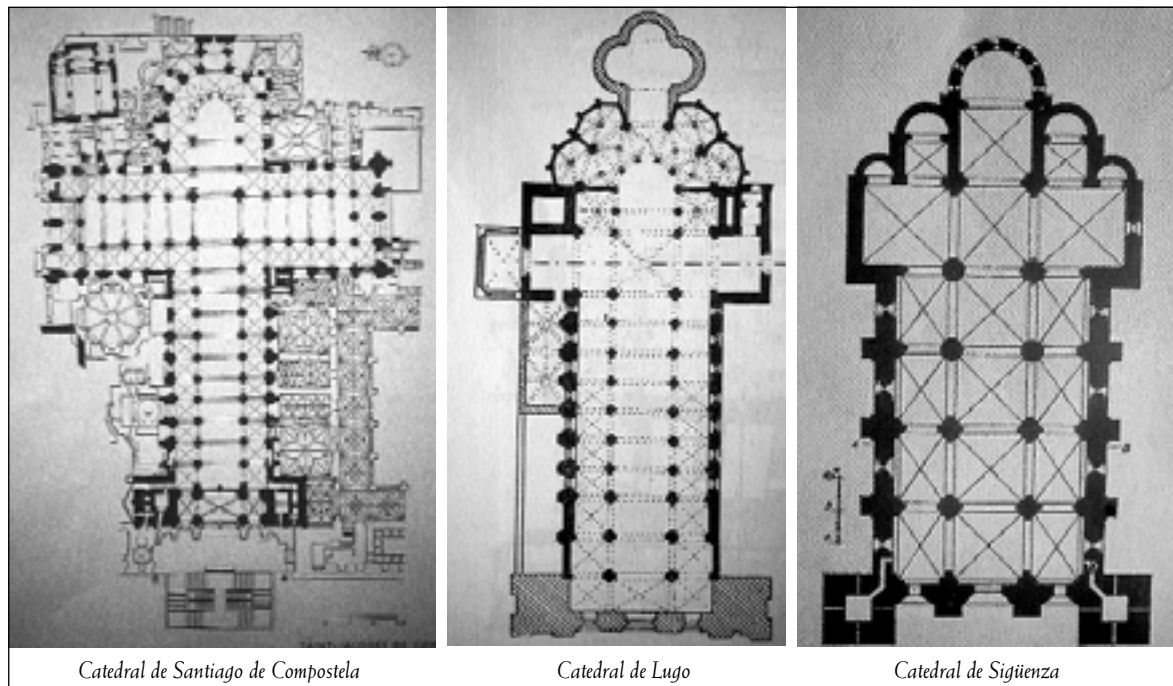 Catedral de Santiago de Compostela
Catedral de Lugo
Catedral de Sigüenza